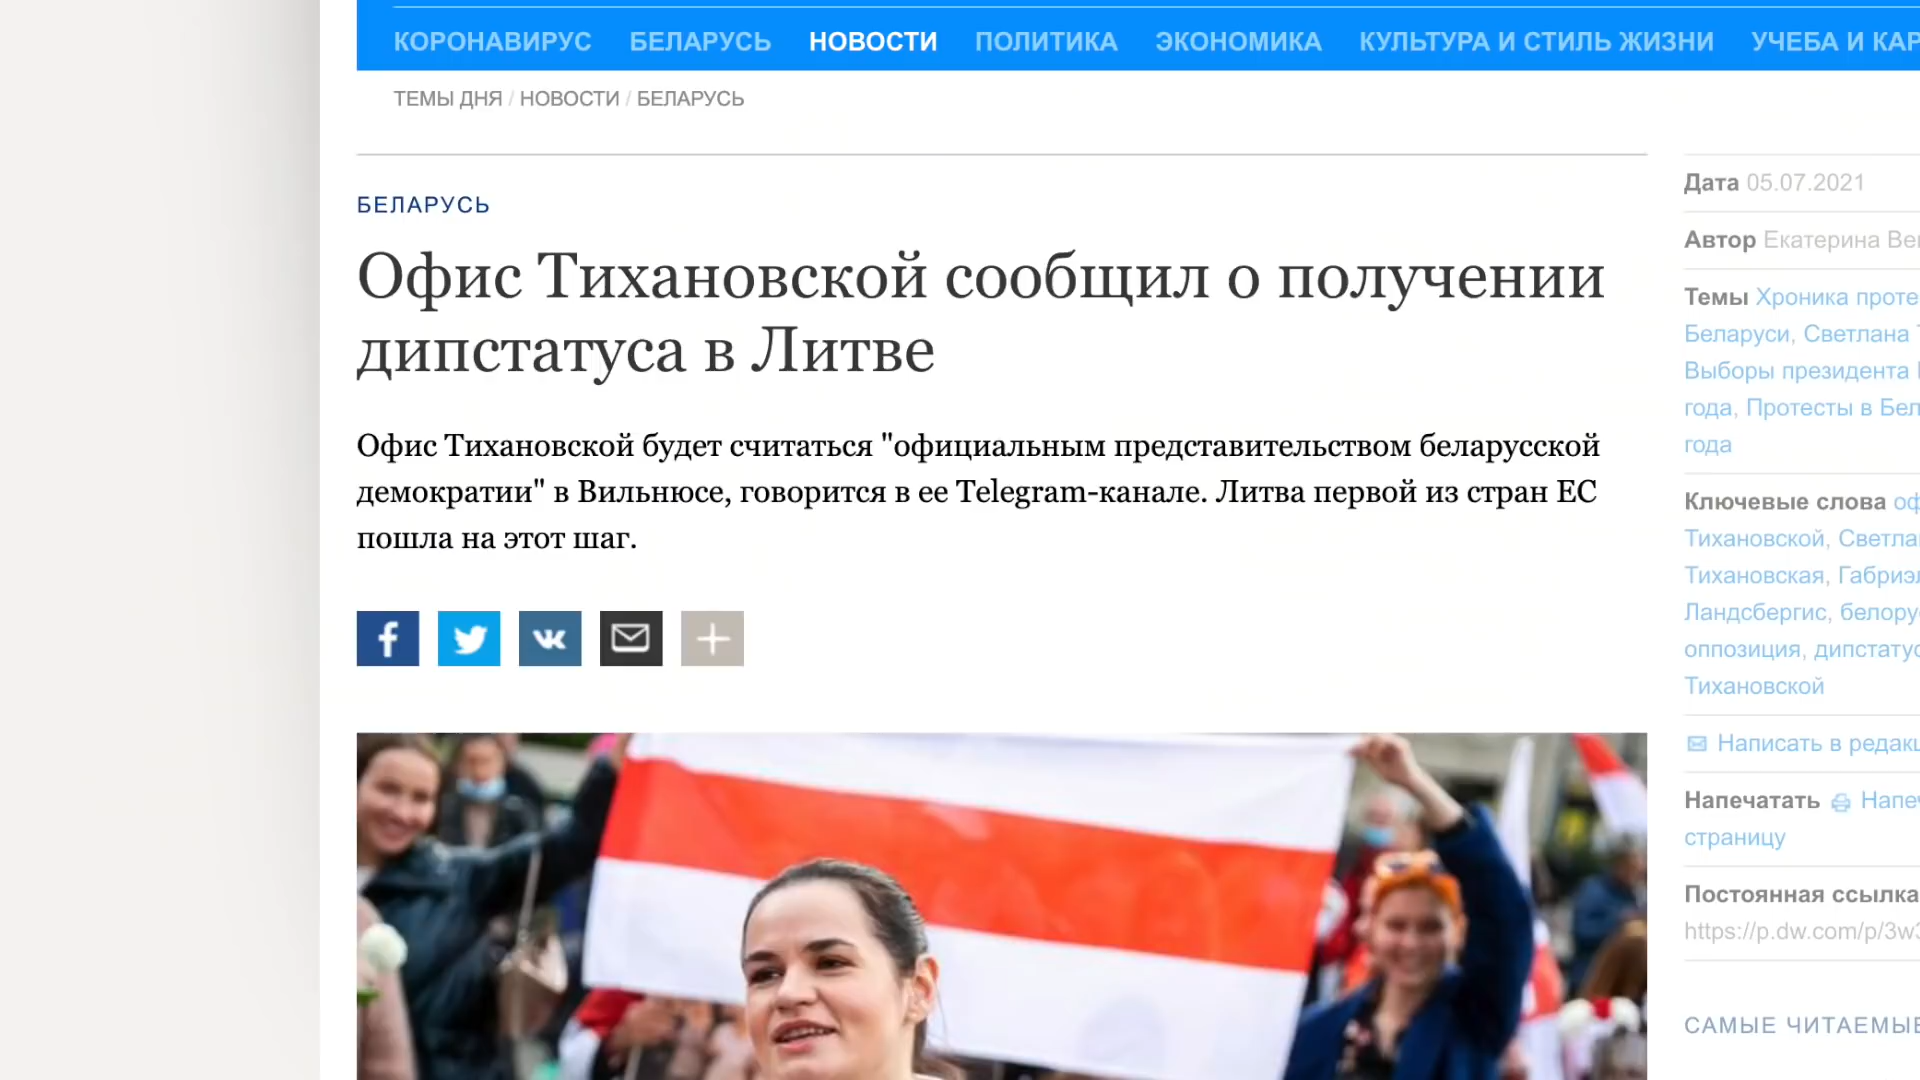 КОРОНАВИРУС БЕЛАРУСЬ НОВОСТИ ПОЛИТИКА ЭКОНОМИКА КУЛЬТУРА И СТИЛЬ ЖИЗНИ УЧЕБА И
ТЕМЫ ДНЯ / НОВОСТИ / БЕЛАРУСЬ
БЕЛАРУСЬ
Офис Тихановской сообщил о получении
дипстатуса в Литве
Офис Тихановской будет считаться "официальным представительством беларусской
демократии" в Вильнюсе, говорится в ее Telegram-канале. Литва первой из стран ЕС
пошла на этот шаг.
Дата 05.07.2021
Автор Екатерина
Темы Хроника
Беларуси, Светлана
Выборы президента
года, Протесты в
года
Ключевые слова
Тихановской,
Тихановская,
Ландсбергис,
оппозиция,
Тихановской
Написать в
Напечатать
страницу
Постоянная ссылка
https://p.dw.com/p/3w
САМЫЕ ЧИТАЕМЫЕ